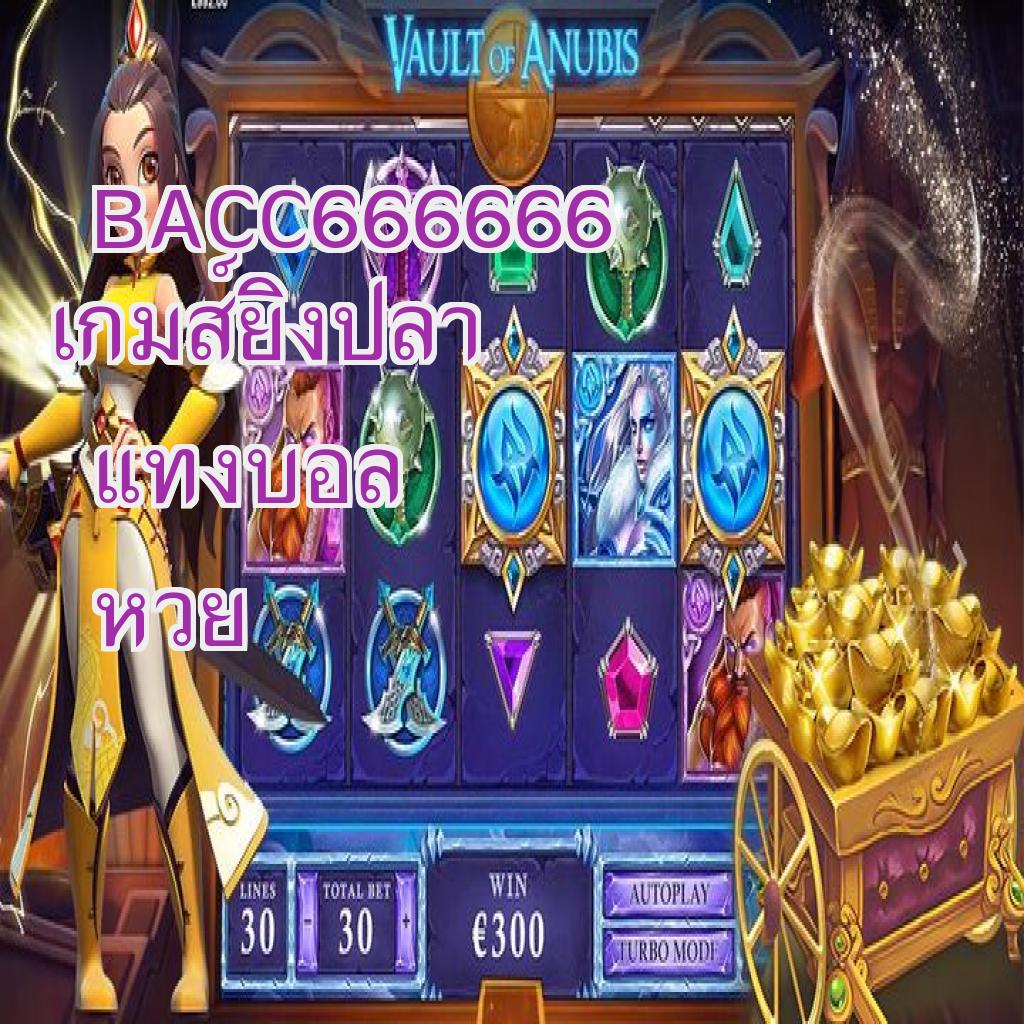 VAULT OF ANUBIS
BACC666666
เกมส์ยิงปลา
แทงบอล
หวย
LINES
30
TOTAL BET
- 30 +
WIN
€300
AUTOPLAY
TURBO MODE